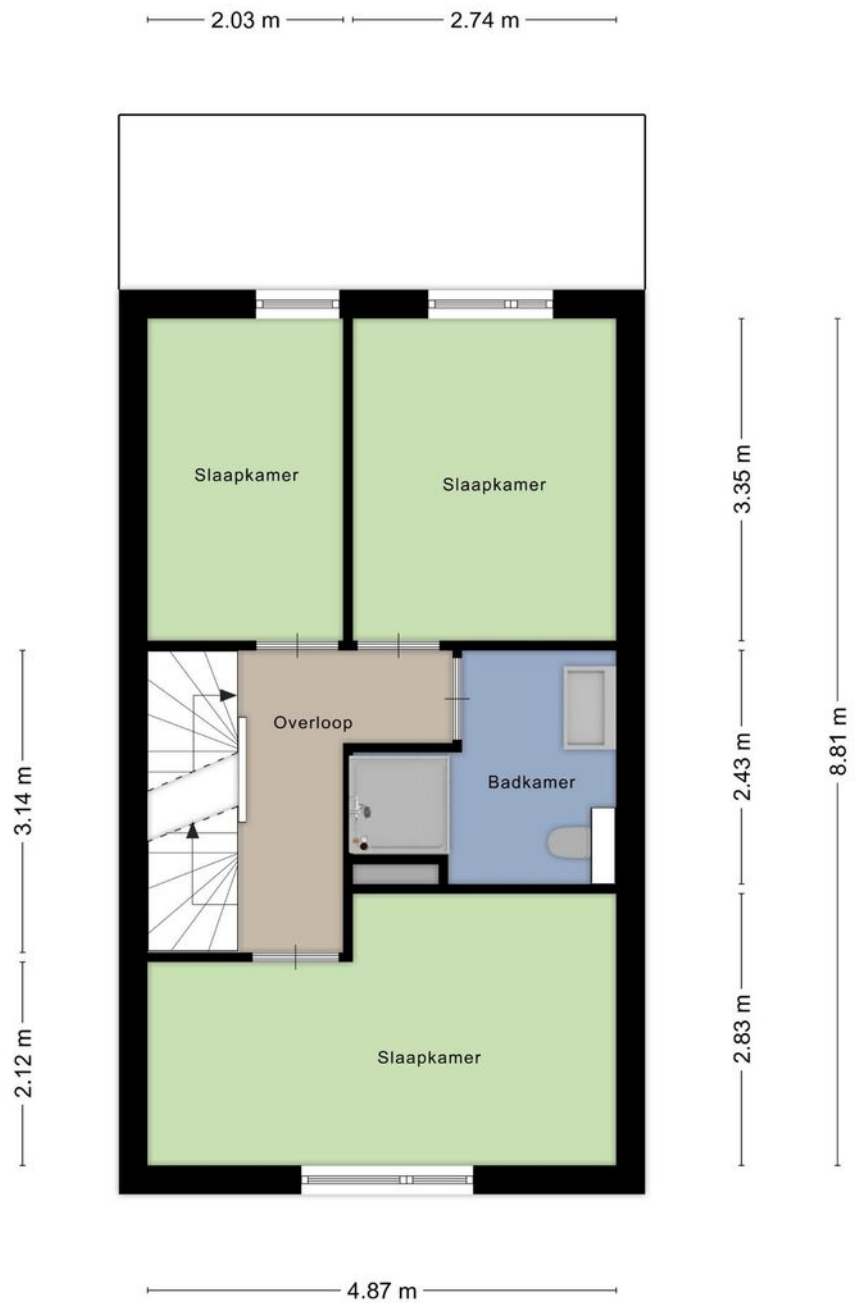 2.03 m 2.74 m
Slaapkamer
Slaapkamer
3.35 m
8.81 m
Overloop
2.43 m
Badkamer
3.14 m
2.83 m
2.12 m
Slaapkamer
4.87 m